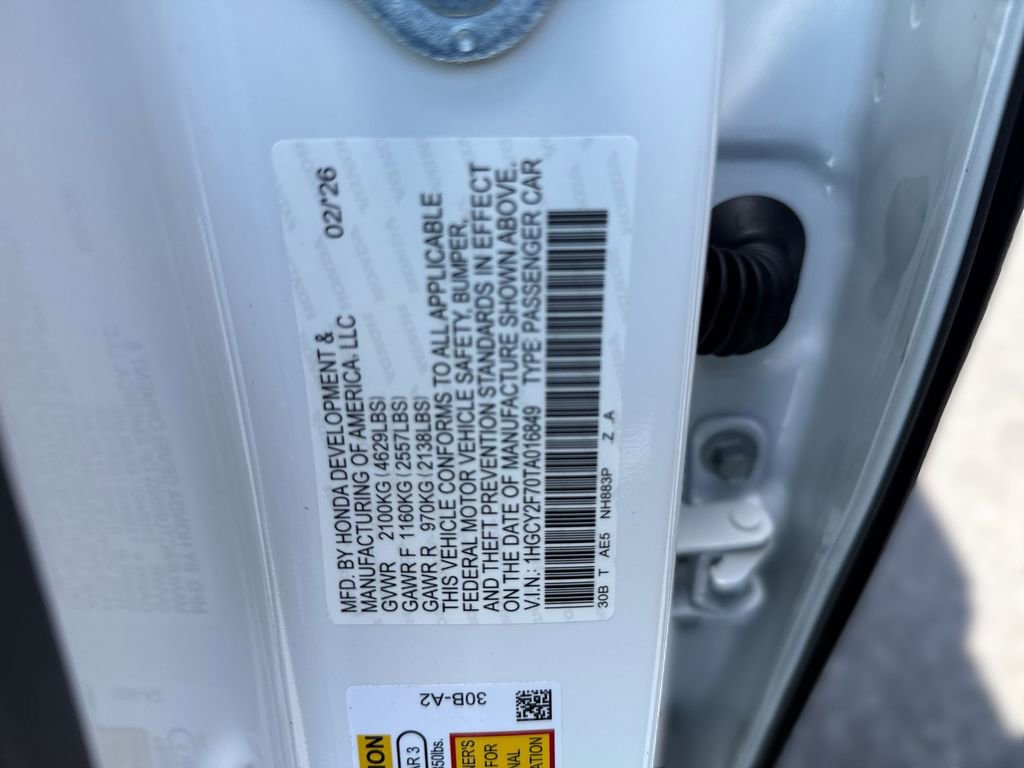 MFD. BY HONDA DEVELOPMENT &
MANUFACTURING OF AMERICA. LLC 02/'26
GVWR 2100KG(4629LBS)
GAWR F 1160KG(2557LBS)
GAWR R 970KG(2138LBS)
THIS VEHICLE CONFORMS TO ALL APPLICABLE
FEDERAL MOTOR VEHICLE SAFETY, BUMPER,
AND THEFT PREVENTION STANDARDS IN EFFECT
ON THE DATE OF MANUFACTURE SHOWN ABOVE.
V.I.N.: 1HGCY2F70TA016849 TYPE PASSENGER CAR
30B T AE5 NH883P Z A
30B-A2